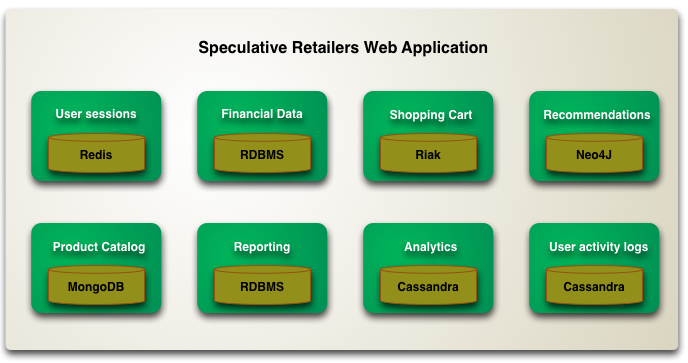 Speculative Retailers Web Application
User sessions
Redis
Financial Data
RDBMS
Shopping Cart
Riak
Recommendations
Neo4J
Product Catalog
MongoDB
Reporting
RDBMS
Analytics
Cassandra
User activity logs
Cassandra